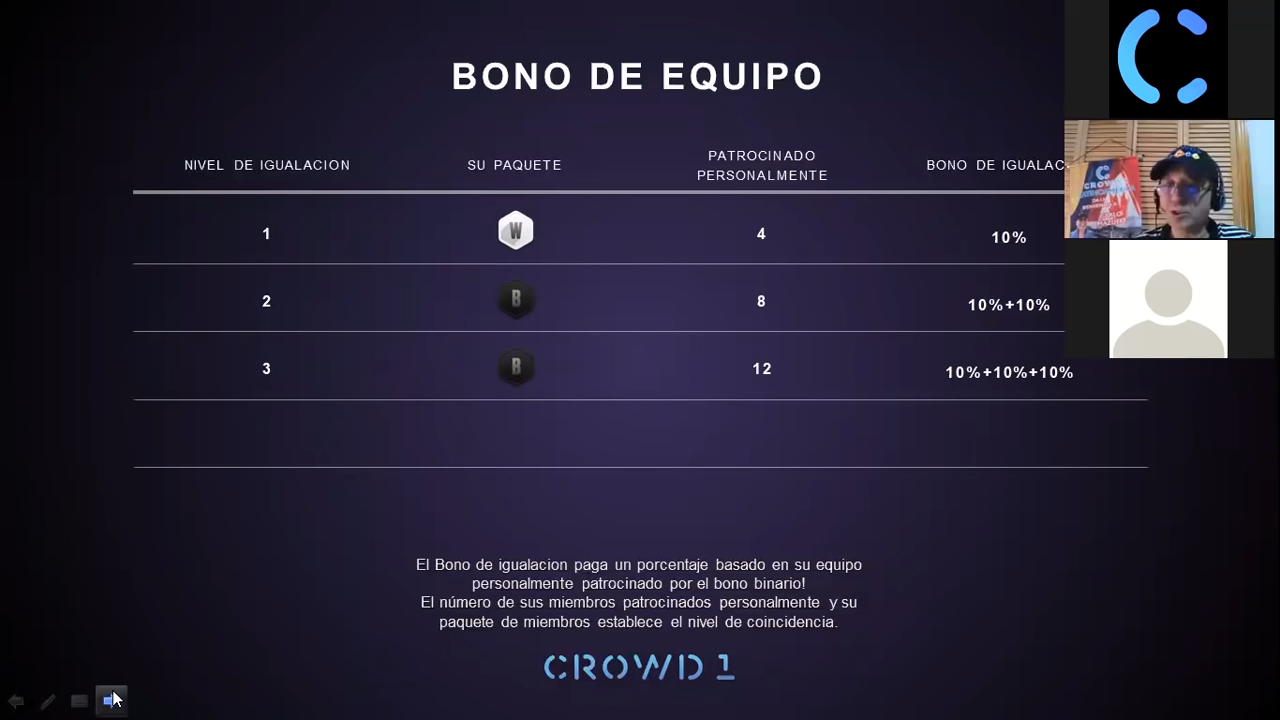 BONO DE EQUIPO
NIVEL DE IGUALACION
SU PAQUETE
PATROCINADO
PERSONALMENTE
BONO DE IGUALAC
1
W
4
10%
2
B
8
10%+10%
3
B
12
10%+10%+10%
El Bono de igualacion paga un porcentaje basado en su equipo
personalmente patrocinado por el bono binario!
El número de sus miembros patrocinados personalmente y su
paquete de miembros establece el nivel de coincidencia.
CROWD 1